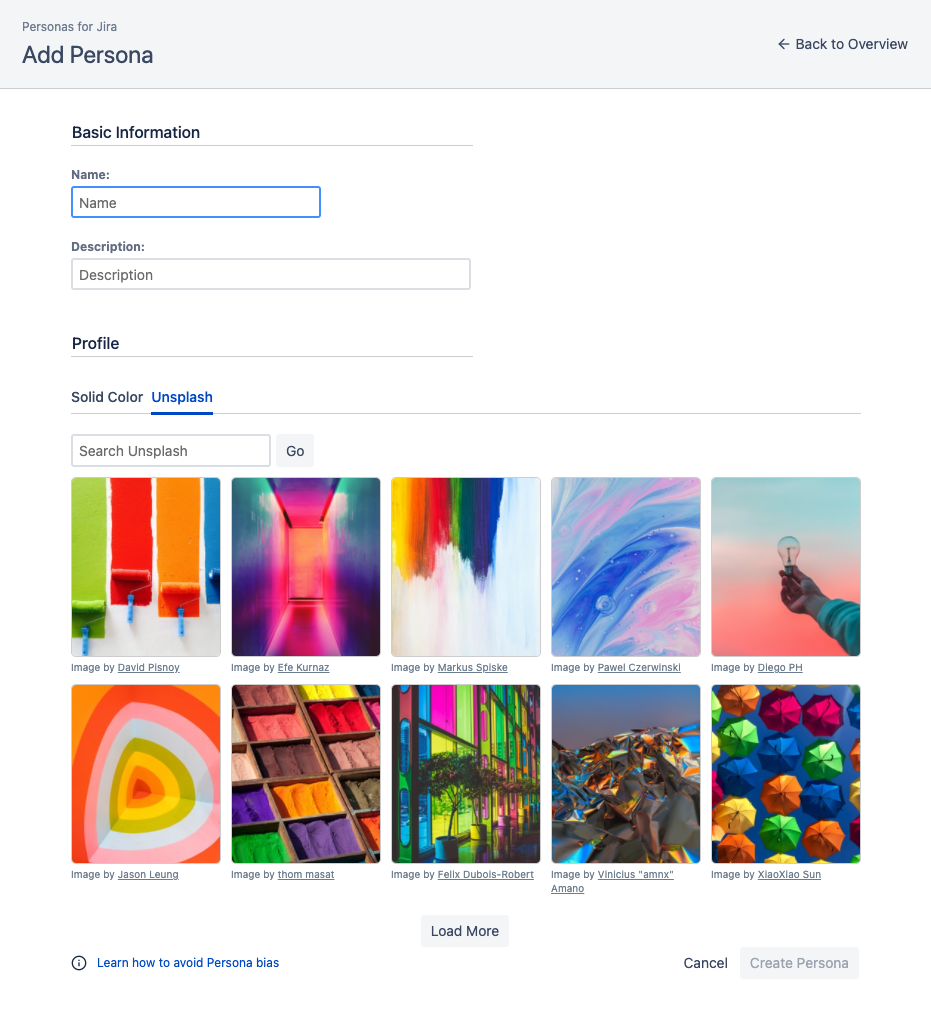 Personas for Jira
Add Persona
← Back to Overview
Basic Information
Name:
Name
Description:
Description
Profile
Solid Color Unsplash
Search Unsplash Go
Image by David Pisnoy Image by Efe Kurnaz Image by Markus Spiske Image by Pawel Czerwinski Image by Diego PH
Image by Jason Leung Image by thom masat Image by Felix Dubois-Robert Image by Vinicius "amnx" Amano Image by XiaoXiao Sun
Load More
Learn how to avoid Persona bias Cancel Create Persona